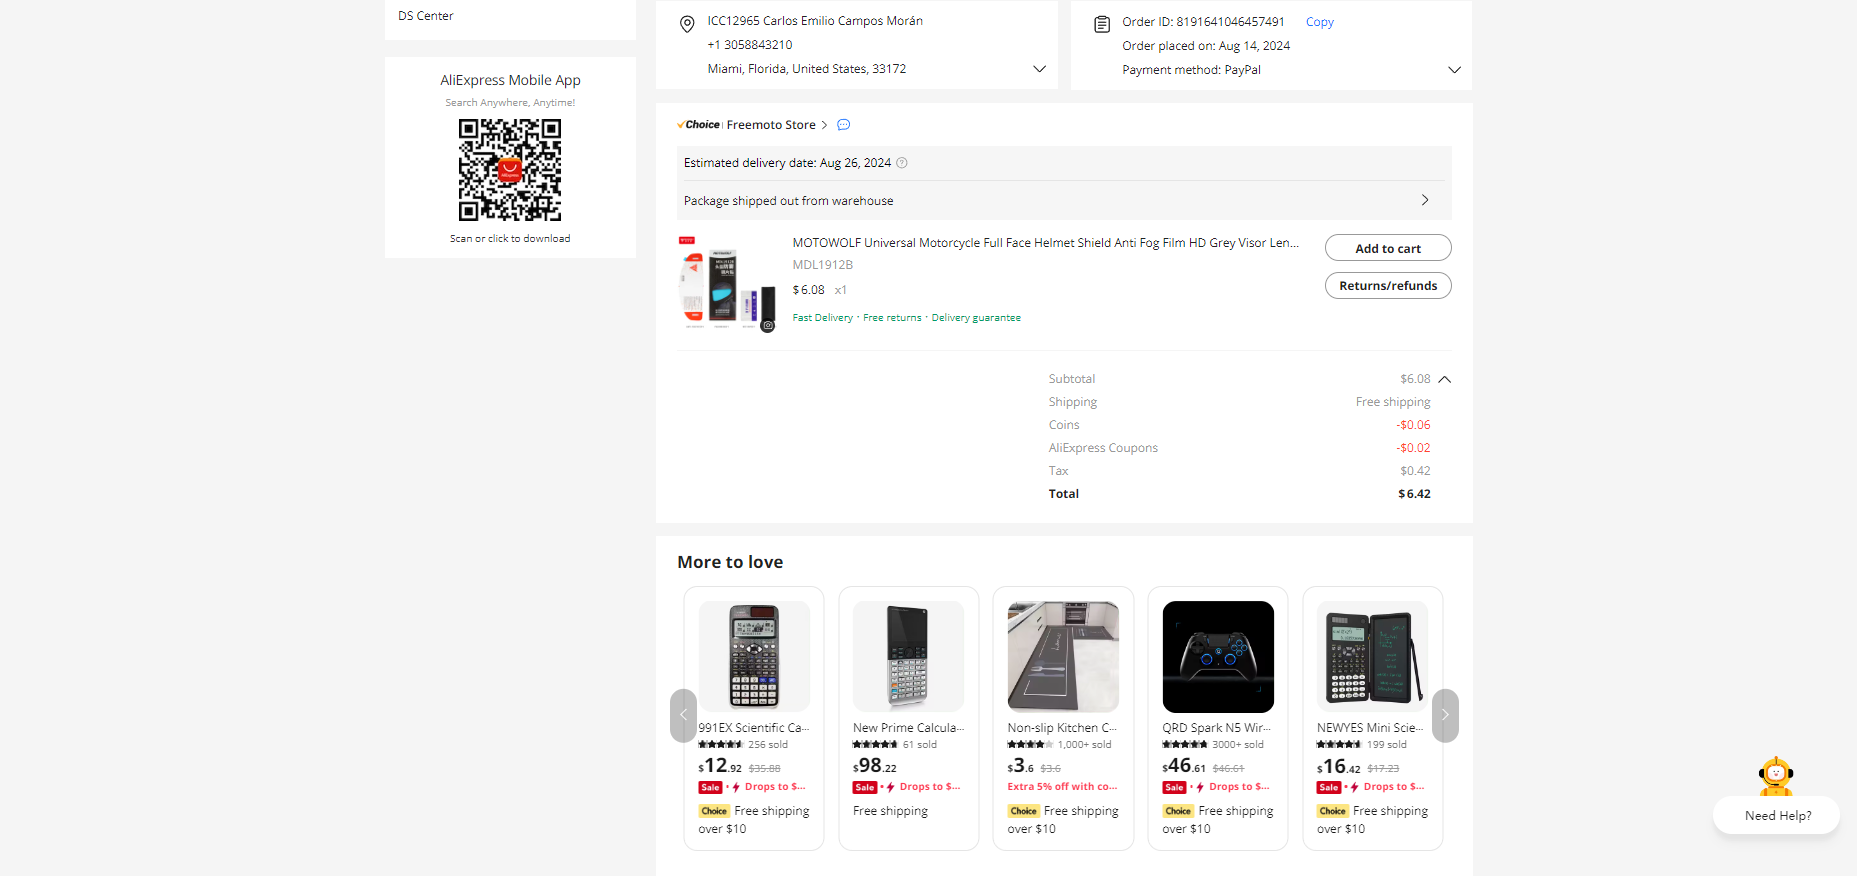 DS Center
AliExpress Mobile App
Search Anywhere, Anytime!
Scan or click to download
ICC12965 Carlos Emilio Campos Morán
+1 3058843210
Miami, Florida, United States, 33172
Order ID: 8191641046457491 Copy
Order placed on: Aug 14, 2024
Payment method: PayPal
Choice Freemoto Store
Estimated delivery date: Aug 26, 2024
Package shipped out from warehouse
MOTOWOLF Universal Motorcycle Full Face Helmet Shield Anti Fog Film HD Grey Visor Len...
MDL1912B
$6.08 x1
Fast Delivery · Free returns · Delivery guarantee
Add to cart
Returns/refunds
Subtotal $6.08
Shipping Free shipping
Coins -$0.06
AliExpress Coupons -$0.02
Tax $0.42
Total $6.42
More to love
991EX Scientific Ca...
256 sold
$12.92 $35.88
Sale · Drops to $...
Choice Free shipping
over $10
New Prime Calcula...
61 sold
$98.22
Sale · Drops to $...
Free shipping
Non-slip Kitchen C...
1,000+ sold
$3.6 $3.6
Extra 5% off with co...
Choice Free shipping
over $10
QRD Spark N5 Wir...
3000+ sold
$46.61 $46.61
Sale · Drops to $...
Choice Free shipping
over $10
NEWYES Mini Scie...
199 sold
$16.42 $17.23
Sale · Drops to $...
Choice Free shipping
over $10
Need Help?